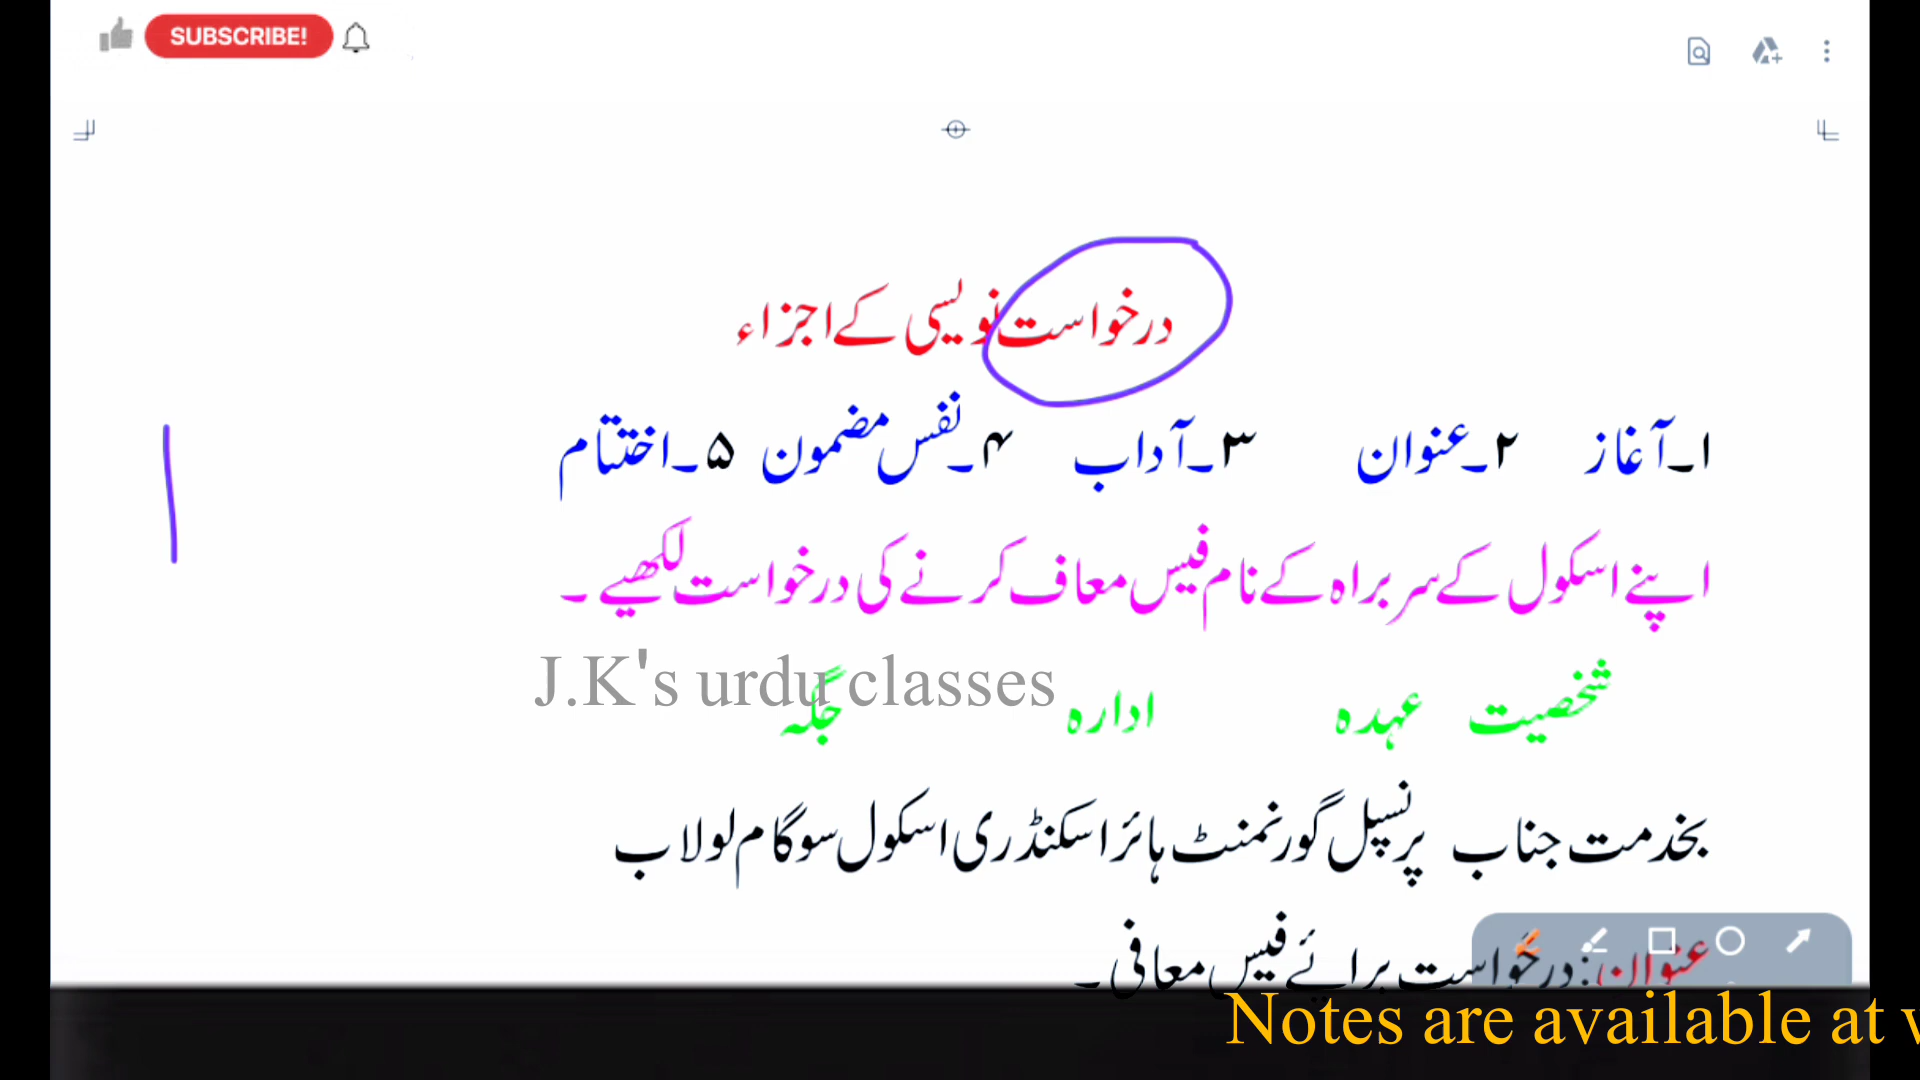 SUBSCRIBE!
درخواست نویسی کے اجزاء
۱۔آغاز ۲۔عنوان ۳۔آداب ۴۔نفس مضمون ۵۔اختتام
اپنے اسکول کے سربراہ کے نام فیس معاف کرنے کی درخواست لکھیے۔
J.K's urdu classes
شخصیت عہدہ ادارہ جگہ
بخدمت جناب پرنسپل گورنمنٹ ہائر اسکنڈری اسکول سوگام لولاب
عنوان: درخواست برائے فیس معافی۔
Notes are available at